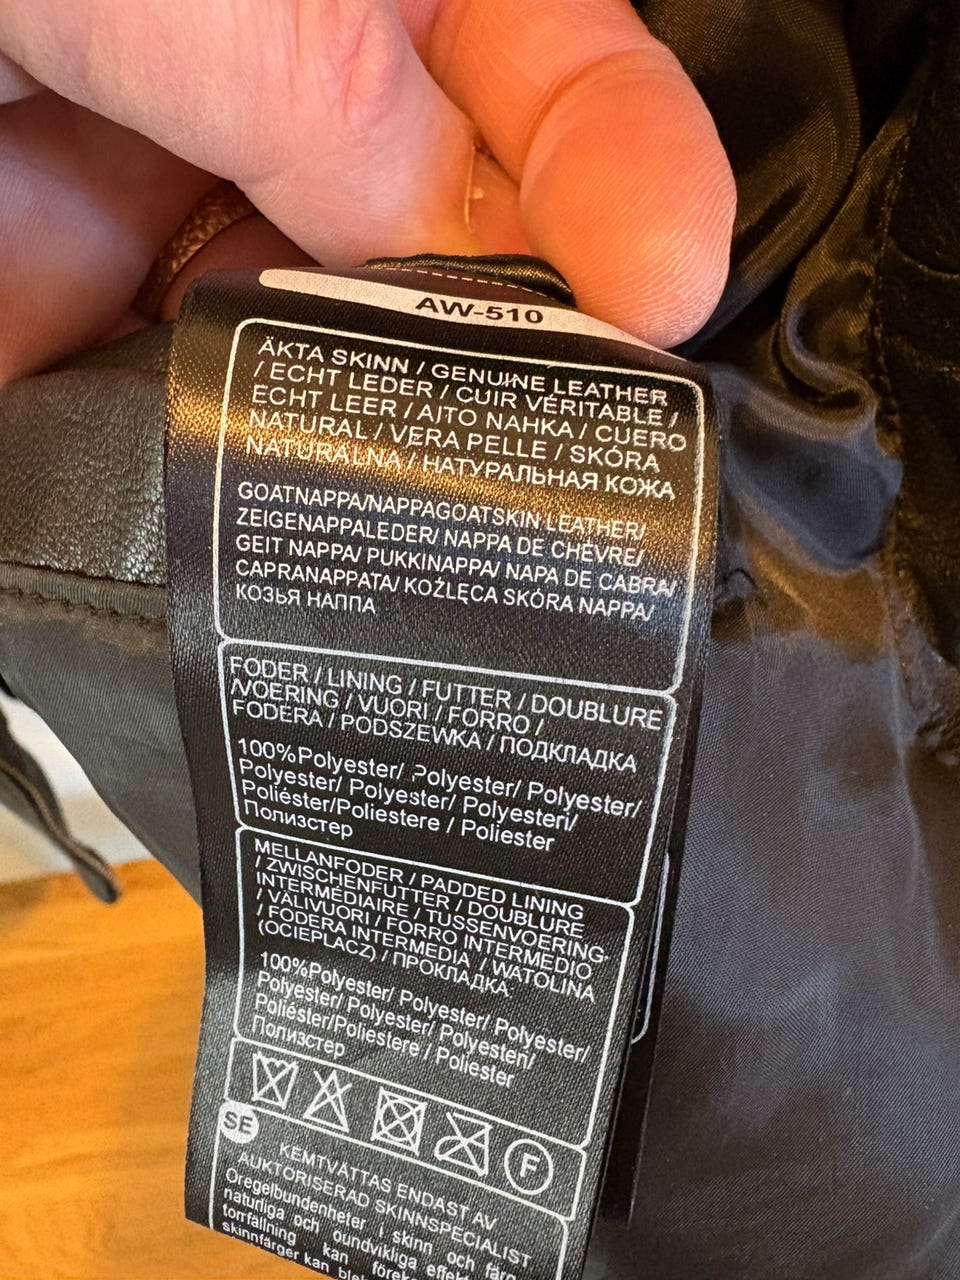 AW-510
ÄKTA SKINN / GENUINE LEATHER
/ ECHT LEDER / CUIR VÉRITABLE /
ECHT LEER / AITO NAHKA / CUERO
NATURAL / VERA PELLE / SKÓRA
NATURALNA / НАТУРАЛЬНАЯ КОЖА
GOATNAPPA/NAPPAGOATSKIN LEATHER/
ZEIGENAPPALEDER/ NAPPA DE CHÈVRE/
GEIT NAPPA/ PUKKINAPPA/ NAPA DE CABRA/
CAPRANAPPATA/ KOŹLĘCA SKÓRA NAPPA/
КОЗЬЯ НАППА
FODER / LINING / FUTTER / DOUBLURE
/VOERING / VUORI / FORRO /
FODERA / PODSZEWKA / ПОДКЛАДКА
100%Polyester/ Polyester/ Polyester/
Polyester/ Polyester/ Polyesteri/
Poliéster/Poliestere / Poliester
Полиэстер
MELLANFODER / PADDED LINING
/ ZWISCHENFUTTER / DOUBLURE
INTERMÉDIAIRE / TUSSENVOERING
/ VÄLIVUORI / FORRO INTERMEDIO
/ FODERA INTERMEDIA / WATOLINA
(OCIEPLACZ) / ПРОКЛАДКА
100%Polyester/ Polyester/ Polyester/
Polyester/ Polyester/ Polyesteri/
Poliéster/Poliestere / Poliester
Полиэстер
F
SE
KEMTVÄTTAS ENDAST AV
AUKTORISERAD SKINNSPECIALIST
Oregelbundenheter i skinn och färg
naturliga och oundvikliga
torrfällning kan
skinnfärger kan